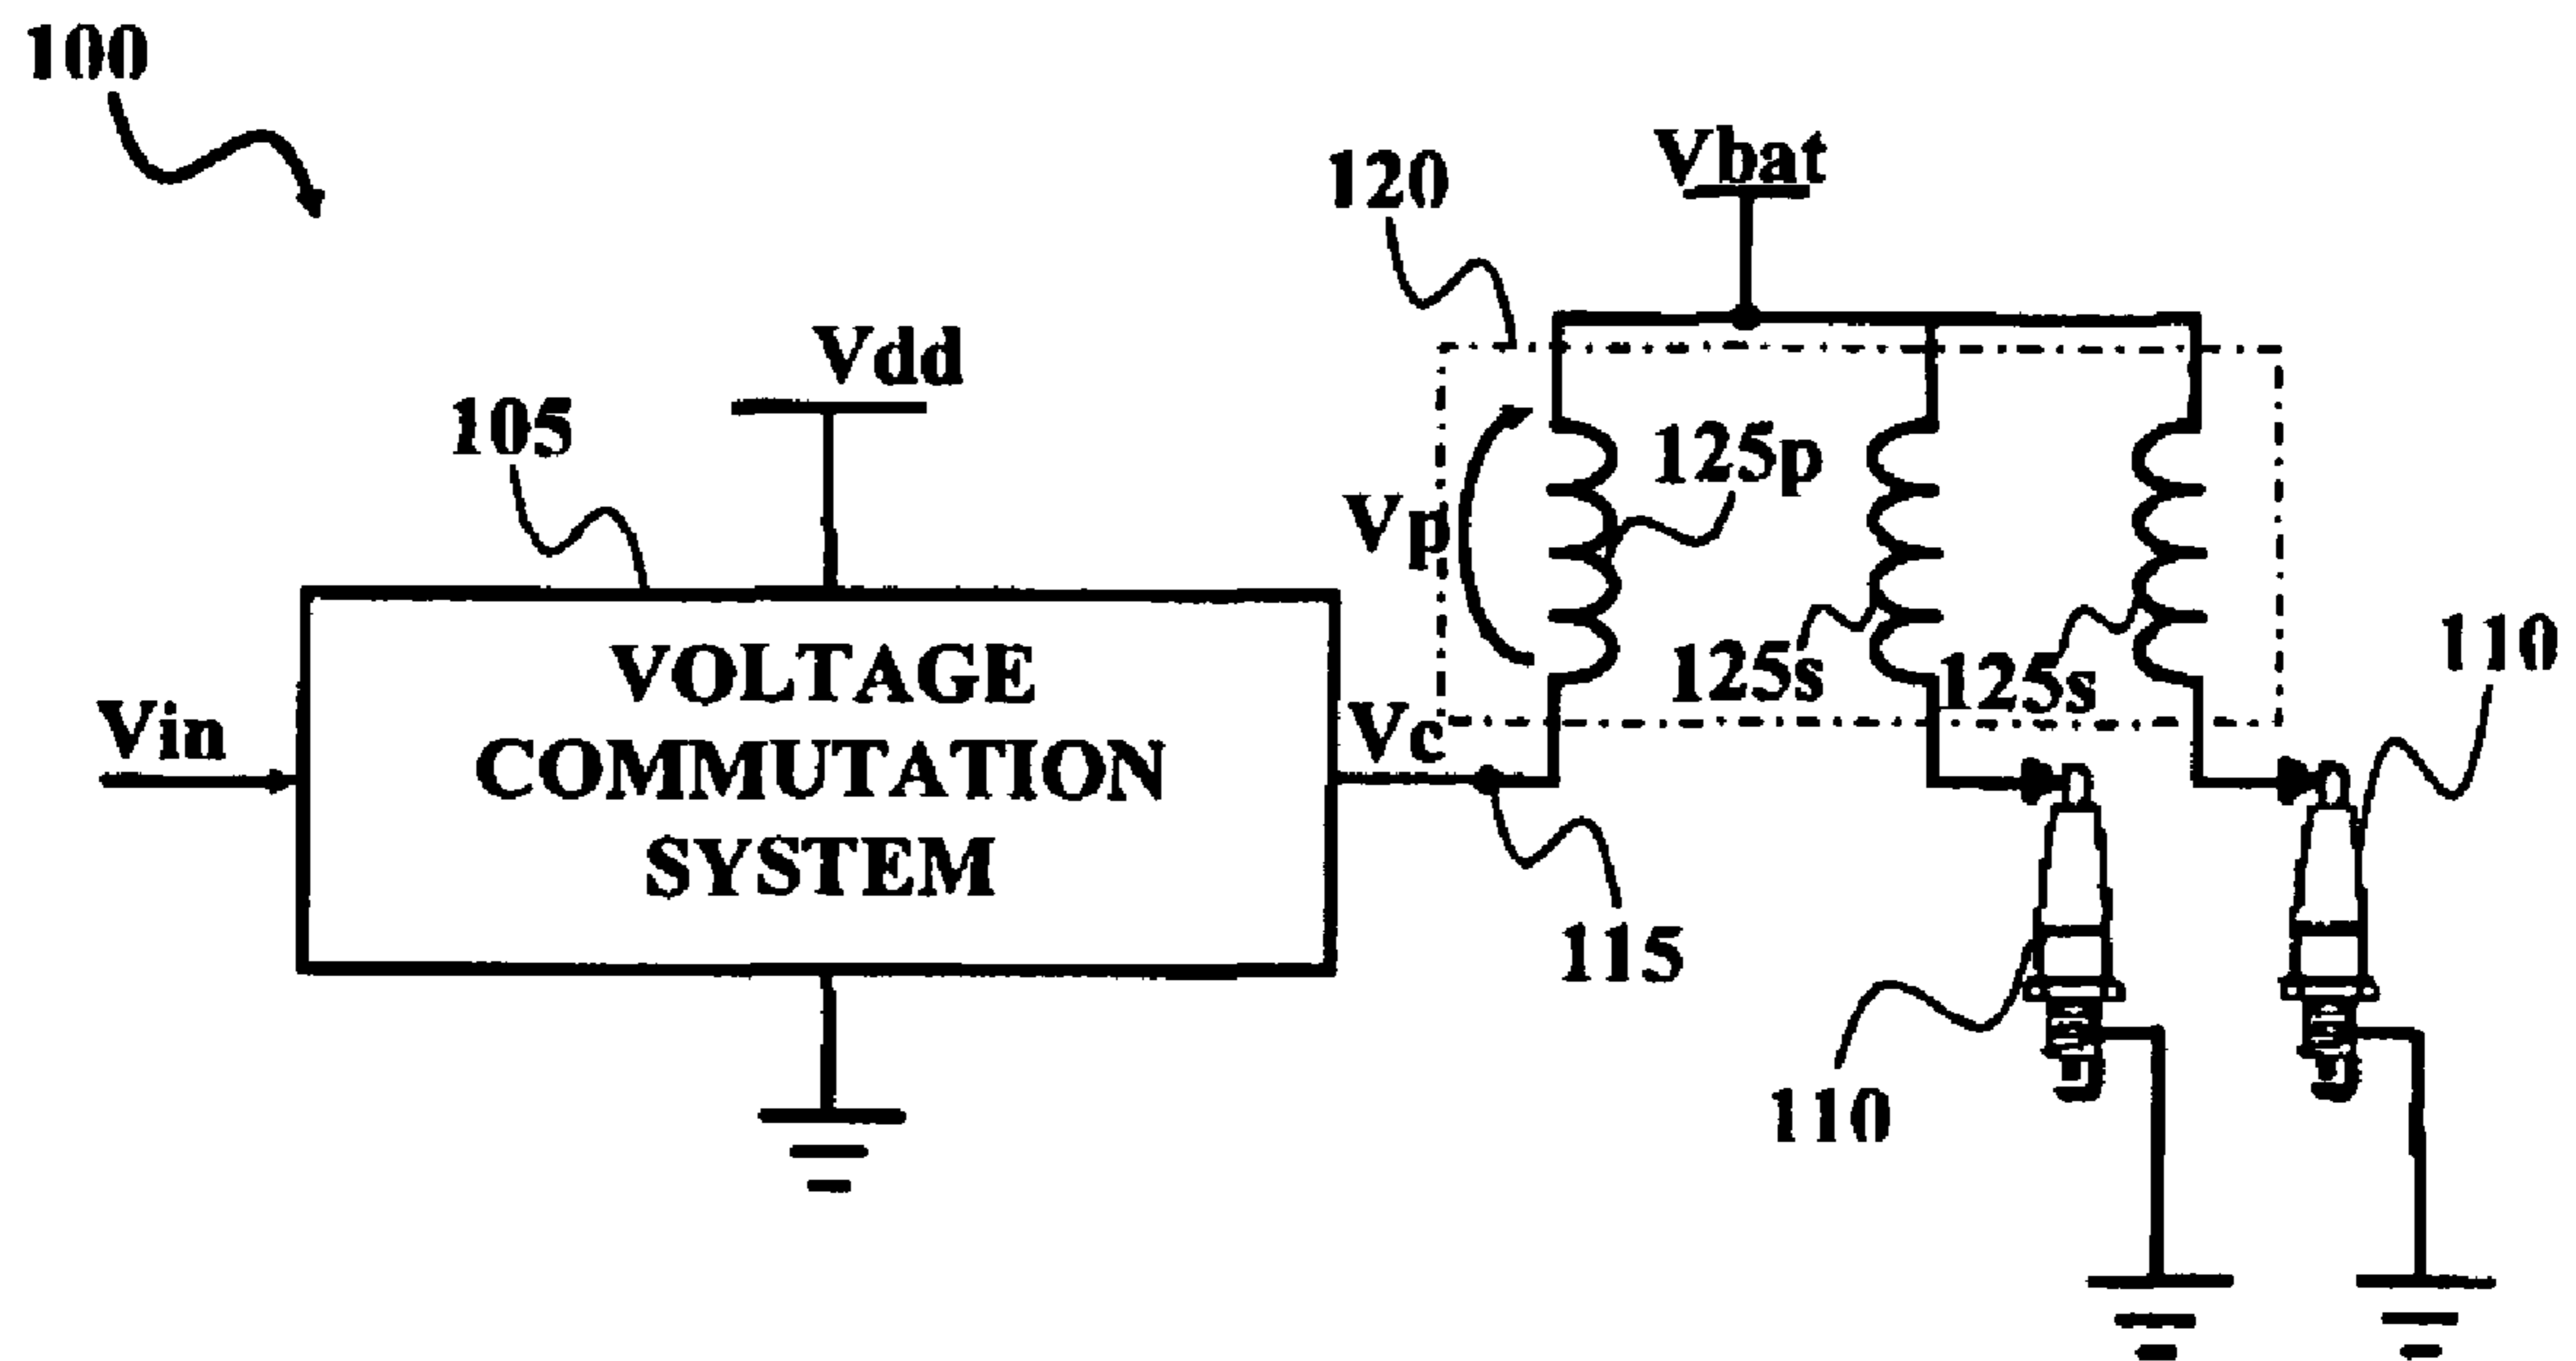 100
120
Vbat
Vdd
105
125p
Vp
VOLTAGE
COMMUTATION
SYSTEM
Vin
Vc
125s
125s
110
115
110